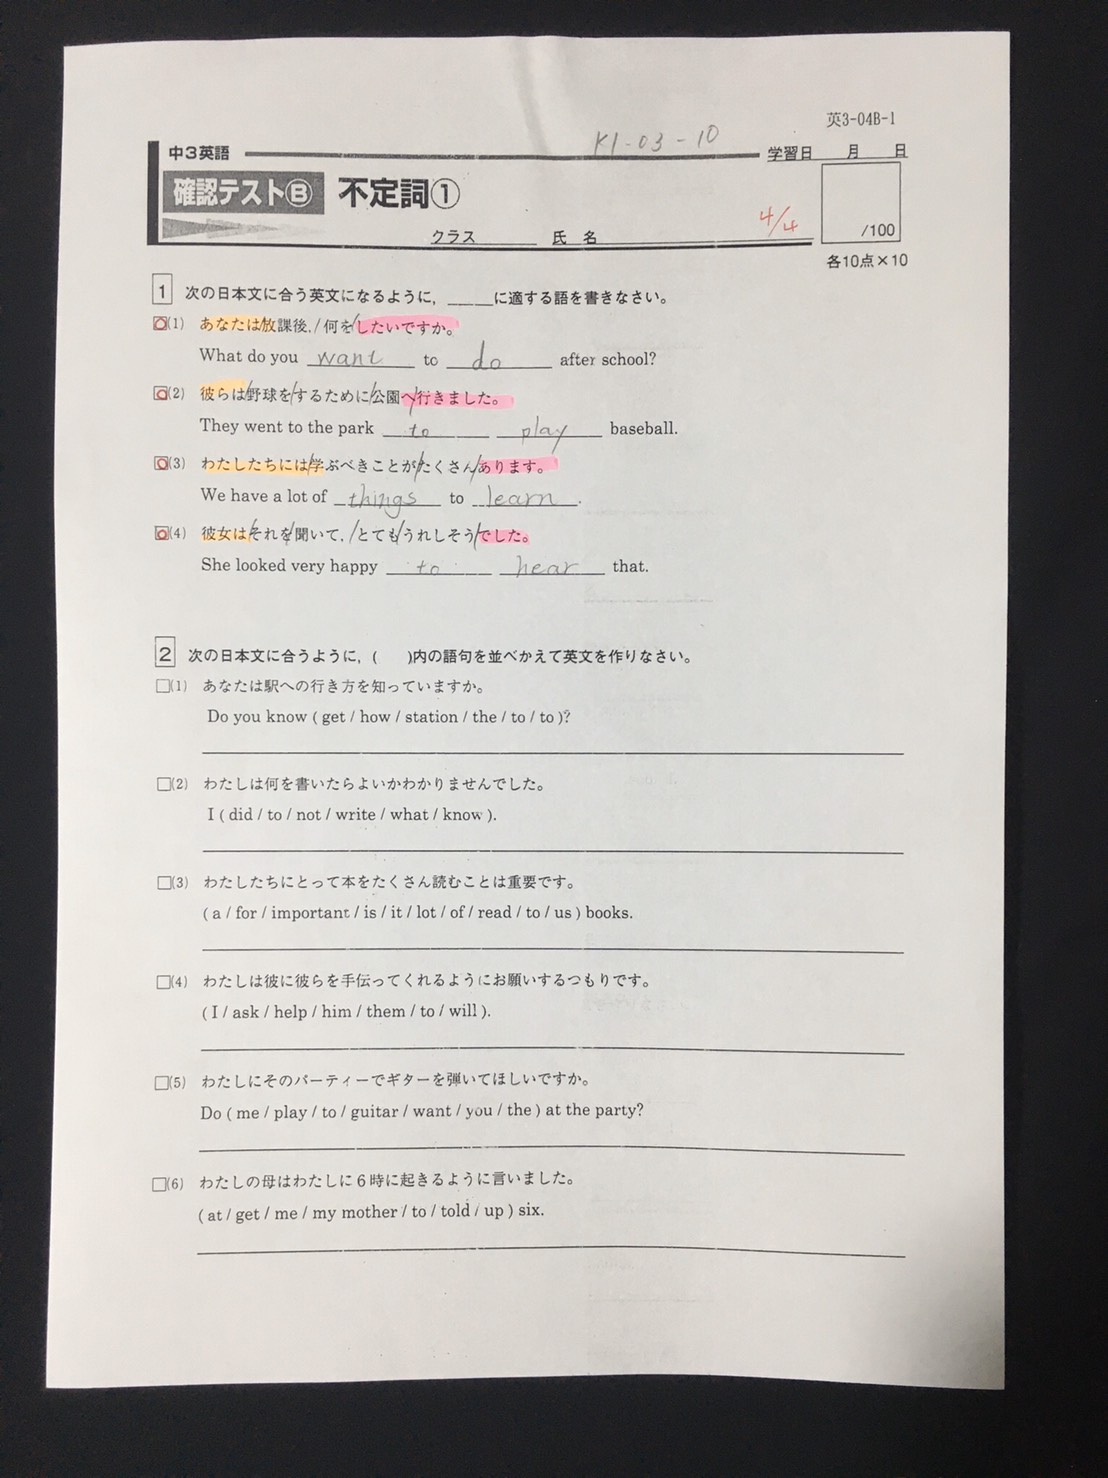 英3-04B-1
中3英語 K1-03-10 学習日 月 日
確認テストⒷ 不定詞①
クラス 氏名 4/4 /100
各10点×10
1 次の日本文に合う英文になるように，____に適する語を書きなさい。
□(1) あなたは/放課後，/何を/したいですか。
What do you want to do after school?
□(2) 彼らは/野球を/するために/公園へ/行きました。
They went to the park to play baseball.
□(3) わたしたちには/学ぶべきことが/たくさん/あります。
We have a lot of things to learn.
□(4) 彼女は/それを/聞いて，/とても/うれしそう/でした。
She looked very happy to hear that.
2 次の日本文に合うように，( )内の語句を並べかえて英文を作りなさい。
□(1) あなたは駅への行き方を知っていますか。
Do you know ( get / how / station / the / to / to )?
□(2) わたしは何を書いたらよいかわかりませんでした。
I ( did / to / not / write / what / know ).
□(3) わたしたちにとって本をたくさん読むことは重要です。
( a / for / important / is / it / lot / of / read / to / us ) books.
□(4) わたしは彼に彼らを手伝ってくれるようにお願いするつもりです。
( I / ask / help / him / them / to / will ).
□(5) わたしにそのパーティーでギターを弾いてほしいですか。
Do ( me / play / to / guitar / want / you / the ) at the party?
□(6) わたしの母はわたしに6時に起きるように言いました。
( at / get / me / my mother / to / told / up ) six.